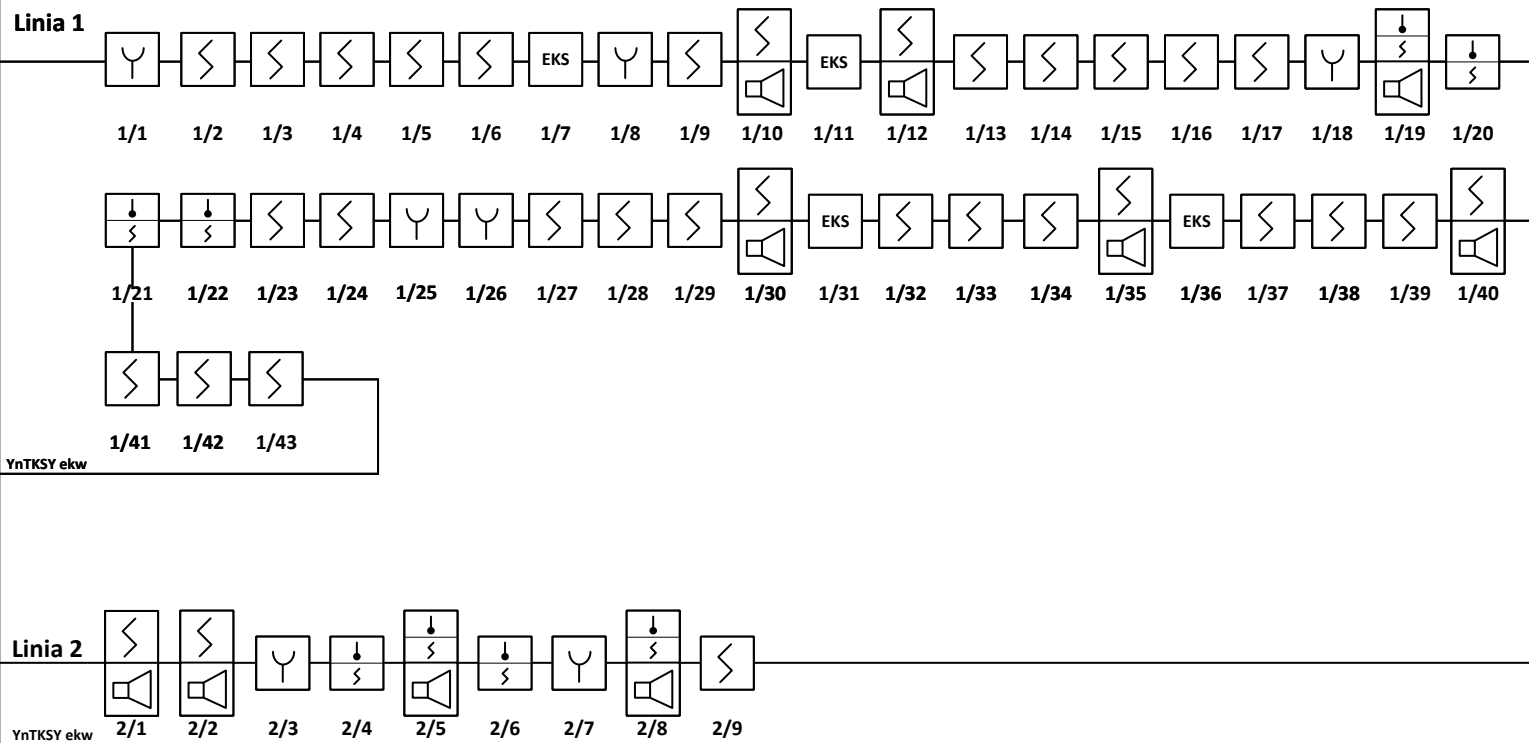 Linia 1
EKS EKS
1/1 1/2 1/3 1/4 1/5 1/6 1/7 1/8 1/9 1/10 1/11 1/12 1/13 1/14 1/15 1/16 1/17 1/18 1/19 1/20
EKS EKS
1/21 1/22 1/23 1/24 1/25 1/26 1/27 1/28 1/29 1/30 1/31 1/32 1/33 1/34 1/35 1/36 1/37 1/38 1/39 1/40
1/41 1/42 1/43
YnTKSY ekw
Linia 2
YnTKSY ekw 2/1 2/2 2/3 2/4 2/5 2/6 2/7 2/8 2/9